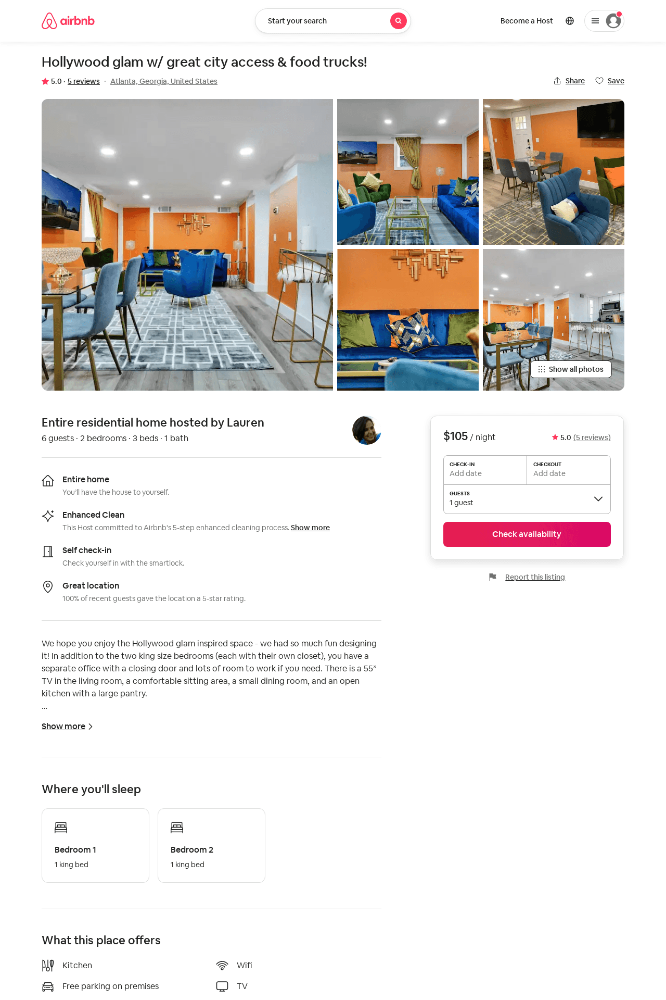 airbnb
Start your search
Become a Host
Hollywood glam w/ great city access & food trucks!
5.0 · 5 reviews · Atlanta, Georgia, United States
Share
Save
Show all photos
Entire residential home hosted by Lauren
6 guests · 2 bedrooms · 3 beds · 1 bath
Entire home
You’ll have the house to yourself.
Enhanced Clean
This Host committed to Airbnb's 5-step enhanced cleaning process. Show more
Self check-in
Check yourself in with the smartlock.
Great location
100% of recent guests gave the location a 5-star rating.
We hope you enjoy the Hollywood glam inspired space - we had so much fun designing
it! In addition to the two king size bedrooms (each with their own closet), you have a
separate office with a closing door and lots of room to work if you need. There is a 55”
TV in the living room, a comfortable sitting area, a small dining room, and an open
kitchen with a large pantry.
...
Show more
Where you'll sleep
Bedroom 1
1 king bed
Bedroom 2
1 king bed
What this place offers
Kitchen
Wifi
Free parking on premises
TV
$105 / night
5.0 (5 reviews)
CHECK-IN
Add date
CHECKOUT
Add date
GUESTS
1 guest
Check availability
Report this listing